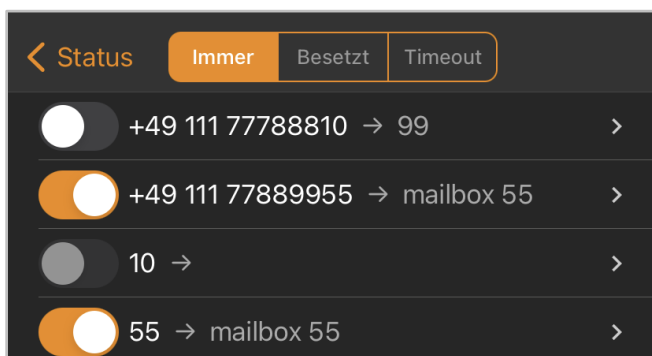 Status Immer Besetzt Timeout
+49 111 77788810 → 99
+49 111 77889955 → mailbox 55
10 →
55 → mailbox 55